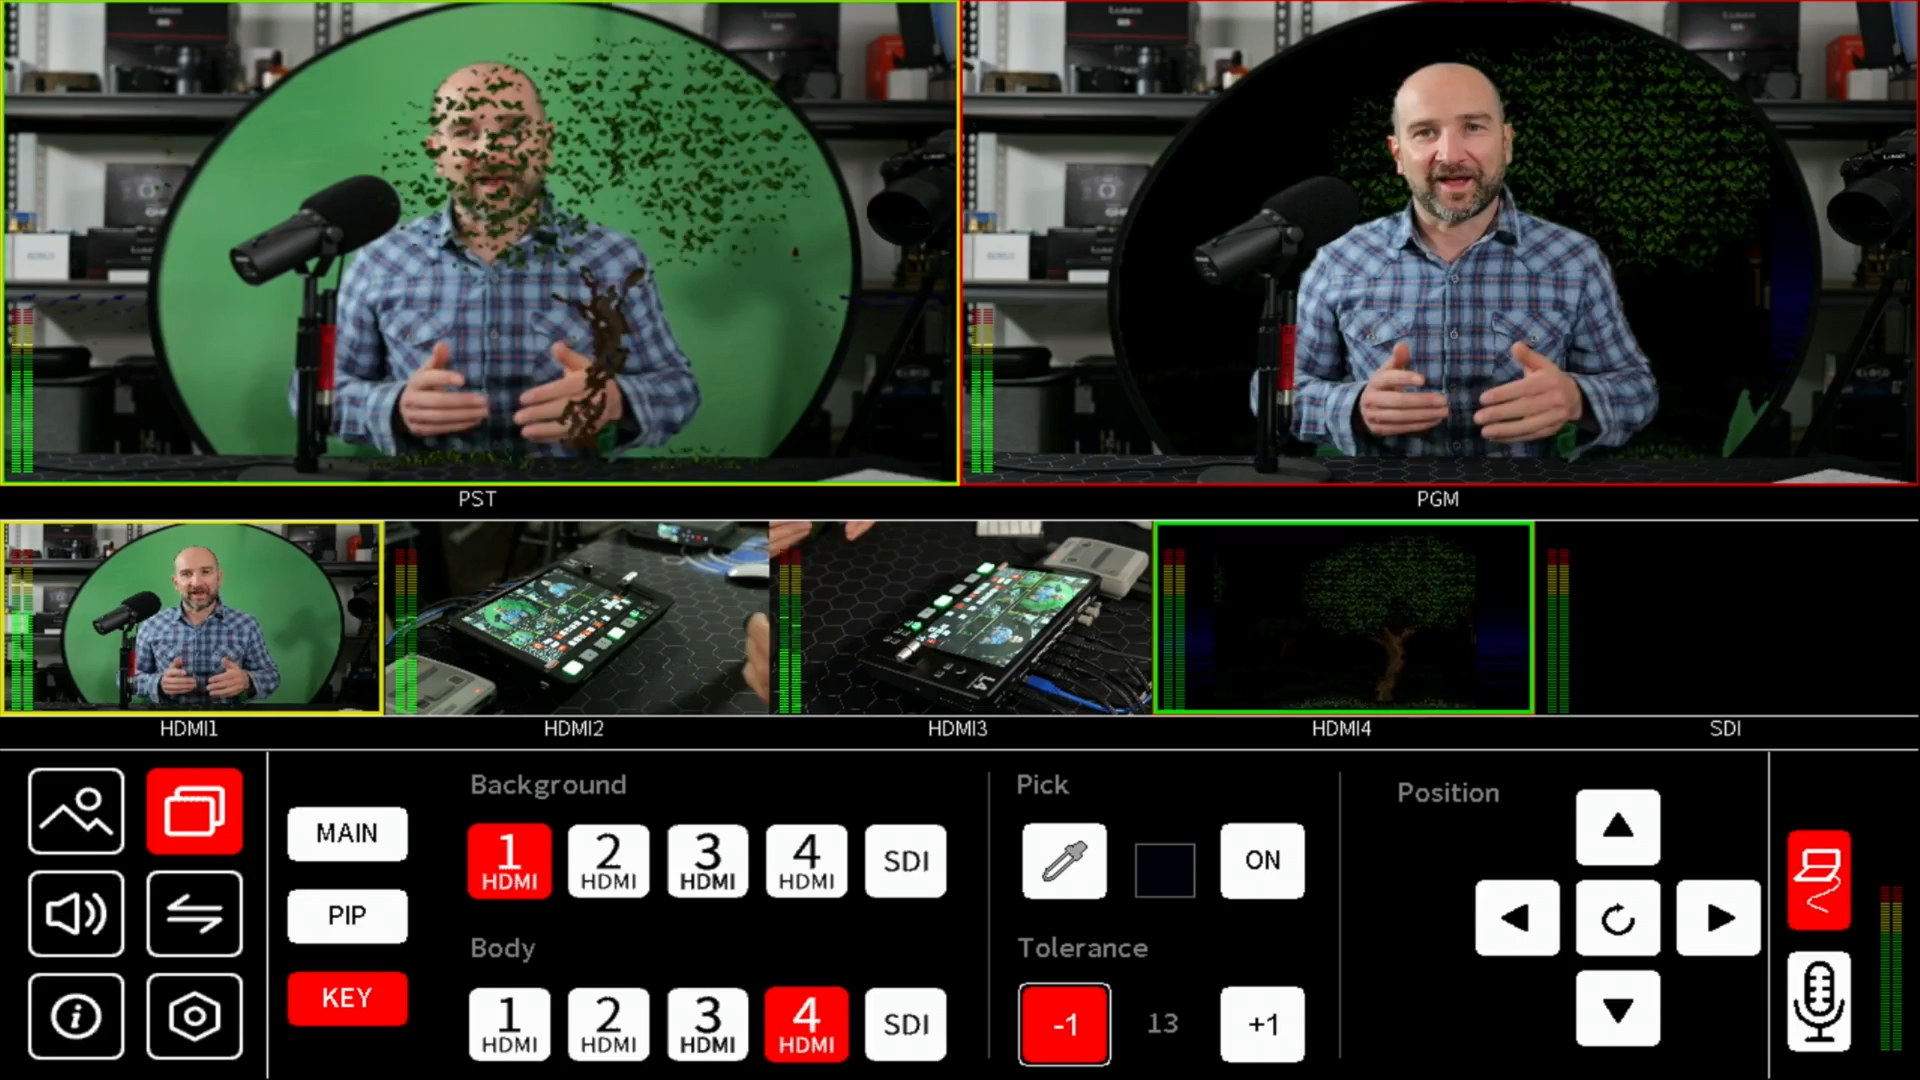 PST
PGM
HDMI1
HDMI2
HDMI3
HDMI4
SDI
MAIN
PIP
KEY
Background
1 HDMI
2 HDMI
3 HDMI
4 HDMI
SDI
Body
1 HDMI
2 HDMI
3 HDMI
4 HDMI
SDI
Pick
ON
Tolerance
-1
13
+1
Position